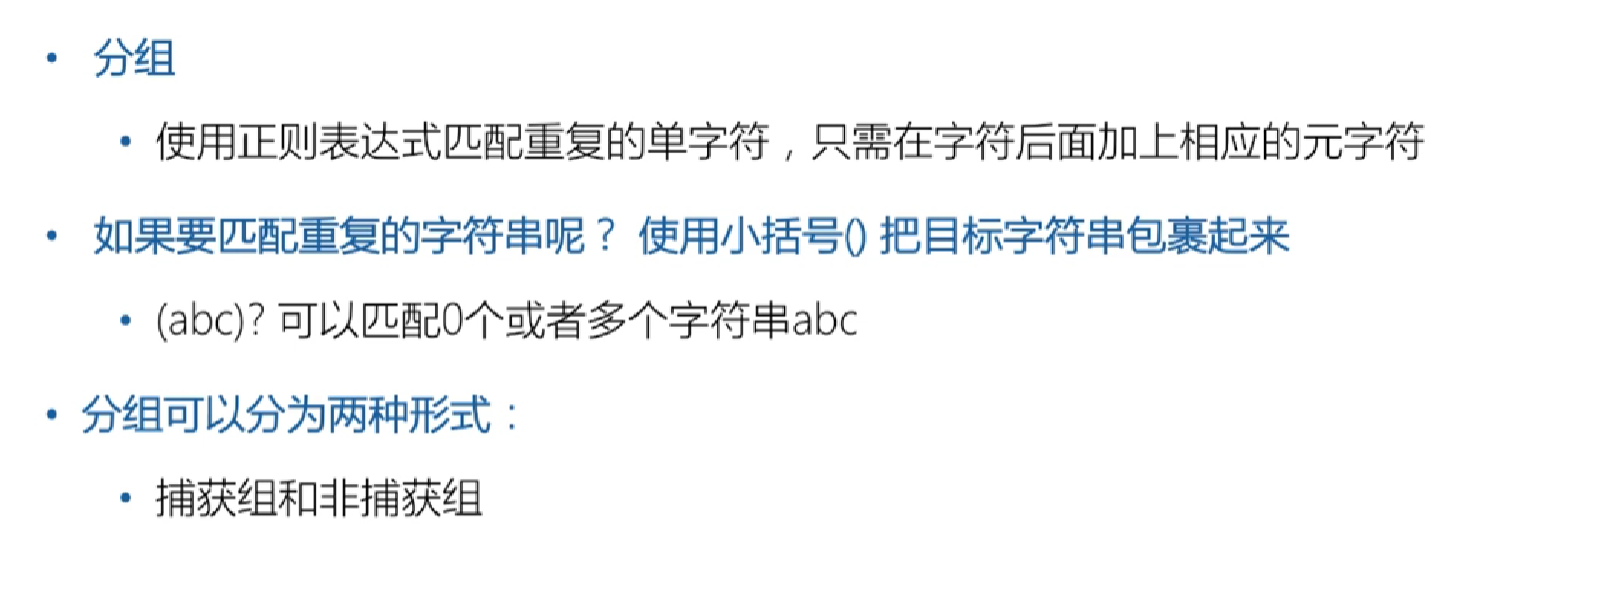 • 分组
• 使用正则表达式匹配重复的单字符，只需在字符后面加上相应的元字符
• 如果要匹配重复的字符串呢？ 使用小括号() 把目标字符串包裹起来
• (abc)? 可以匹配0个或者多个字符串abc
• 分组可以分为两种形式：
• 捕获组和非捕获组